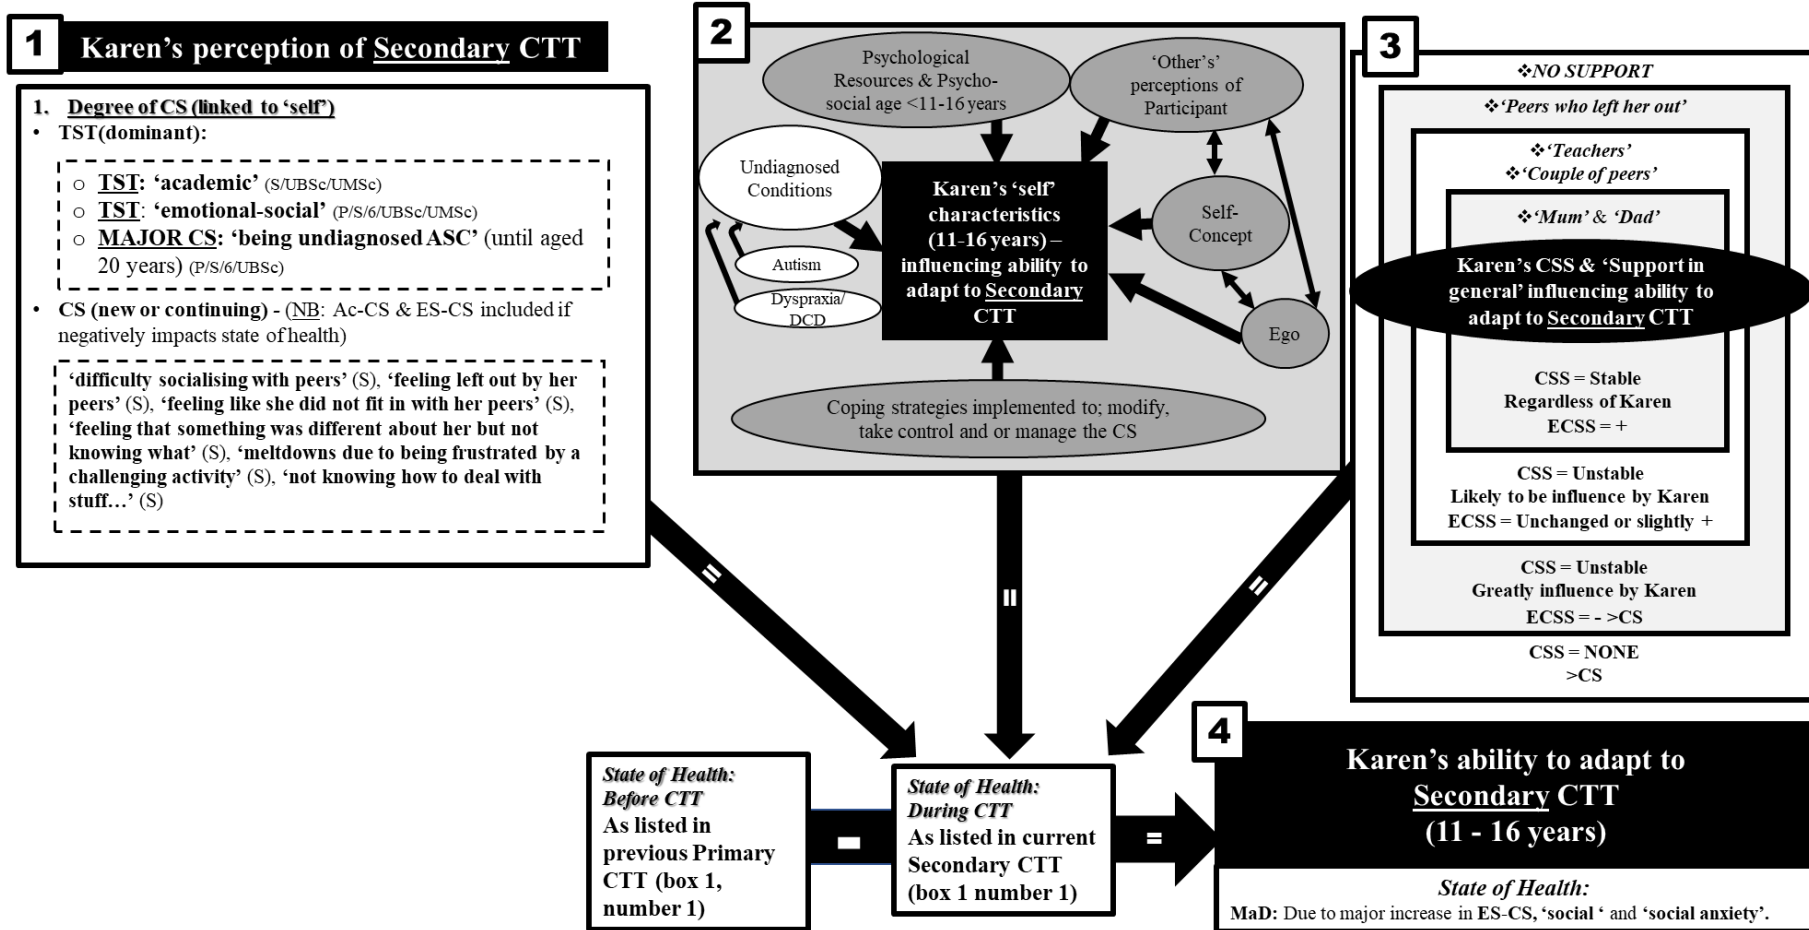 1
Karen’s perception of Secondary CTT
1. Degree of CS (linked to ‘self’)
• TST(dominant):
o TST: ‘academic’ (S/UBSc/UMSc)
o TST: ‘emotional-social’ (P/S/6/UBSc/UMSc)
o MAJOR CS: ‘being undiagnosed ASC’ (until aged
20 years) (P/S/6/UBSc)
• CS (new or continuing) - (NB: Ac-CS & ES-CS included if
negatively impacts state of health)
‘difficulty socialising with peers’ (S), ‘feeling left out by her
peers’ (S), ‘feeling like she did not fit in with her peers’ (S),
‘feeling that something was different about her but not
knowing what’ (S), ‘meltdowns due to being frustrated by a
challenging activity’ (S), ‘not knowing how to deal with
stuff…’ (S)
2
Psychological
Resources & Psycho-
social age <11-16 years
‘Other’s’
perceptions of
Participant
Undiagnosed
Conditions
Autism
Dyspraxia/
DCD
Karen’s ‘self’
characteristics
(11-16 years) –
influencing ability to
adapt to Secondary
CTT
Self-
Concept
Ego
Coping strategies implemented to; modify,
take control and or manage the CS
3
❖NO SUPPORT
❖‘Peers who left her out’
❖‘Teachers’
❖‘Couple of peers’
❖‘Mum’ & ‘Dad’
Karen’s CSS & ‘Support in
general’ influencing ability to
adapt to Secondary CTT
CSS = Stable
Regardless of Karen
ECSS = +
CSS = Unstable
Likely to be influence by Karen
ECSS = Unchanged or slightly +
CSS = Unstable
Greatly influence by Karen
ECSS = - >CS
CSS = NONE
>CS
=
=
=
State of Health:
Before CTT
As listed in
previous Primary
CTT (box 1,
number 1)
-
State of Health:
During CTT
As listed in current
Secondary CTT
(box 1 number 1)
=
4
Karen’s ability to adapt to
Secondary CTT
(11 - 16 years)
State of Health:
MaD: Due to major increase in ES-CS, ‘social ‘ and ‘social anxiety’.